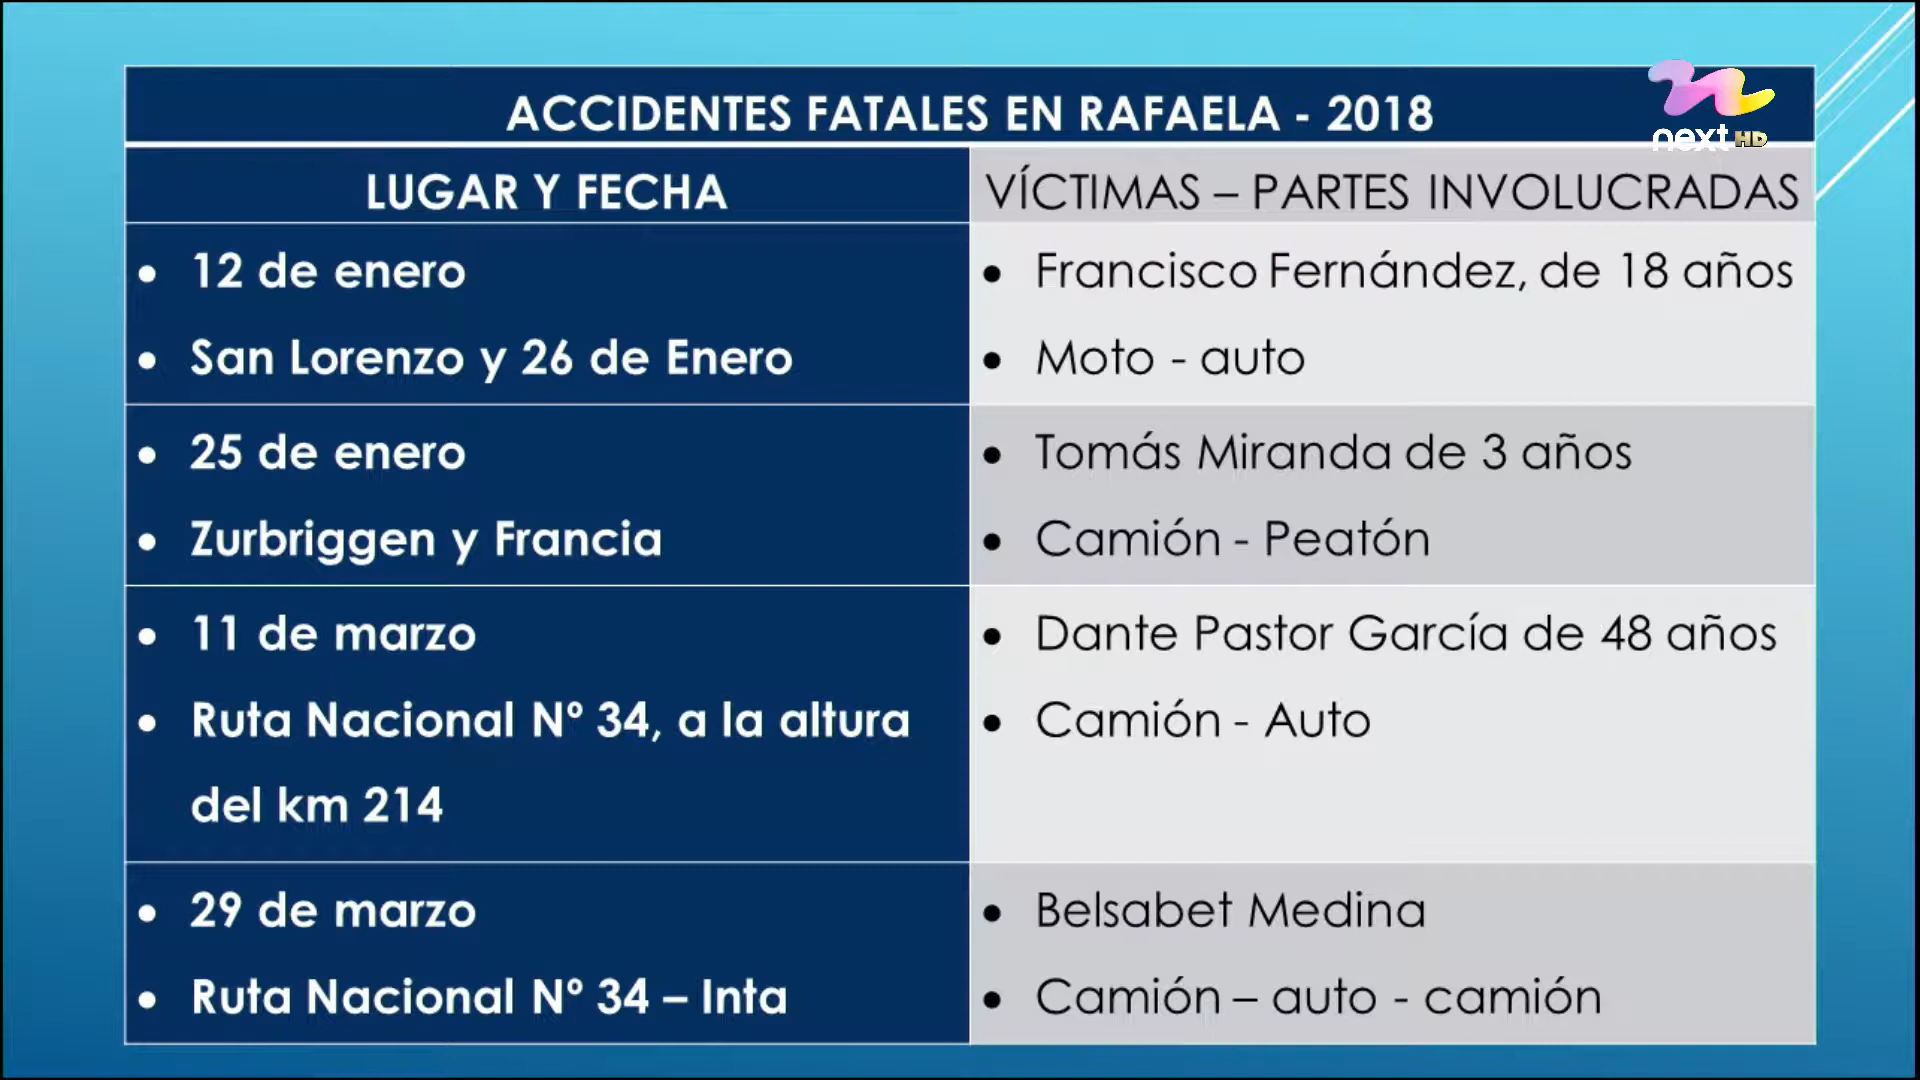 ACCIDENTES FATALES EN RAFAELA - 2018
next HD
LUGAR Y FECHA
VÍCTIMAS – PARTES INVOLUCRADAS
• 12 de enero
• San Lorenzo y 26 de Enero
• Francisco Fernández, de 18 años
• Moto - auto
• 25 de enero
• Zurbriggen y Francia
• Tomás Miranda de 3 años
• Camión - Peatón
• 11 de marzo
• Ruta Nacional Nº 34, a la altura
del km 214
• Dante Pastor García de 48 años
• Camión - Auto
• 29 de marzo
• Ruta Nacional Nº 34 – Inta
• Belsabet Medina
• Camión – auto - camión